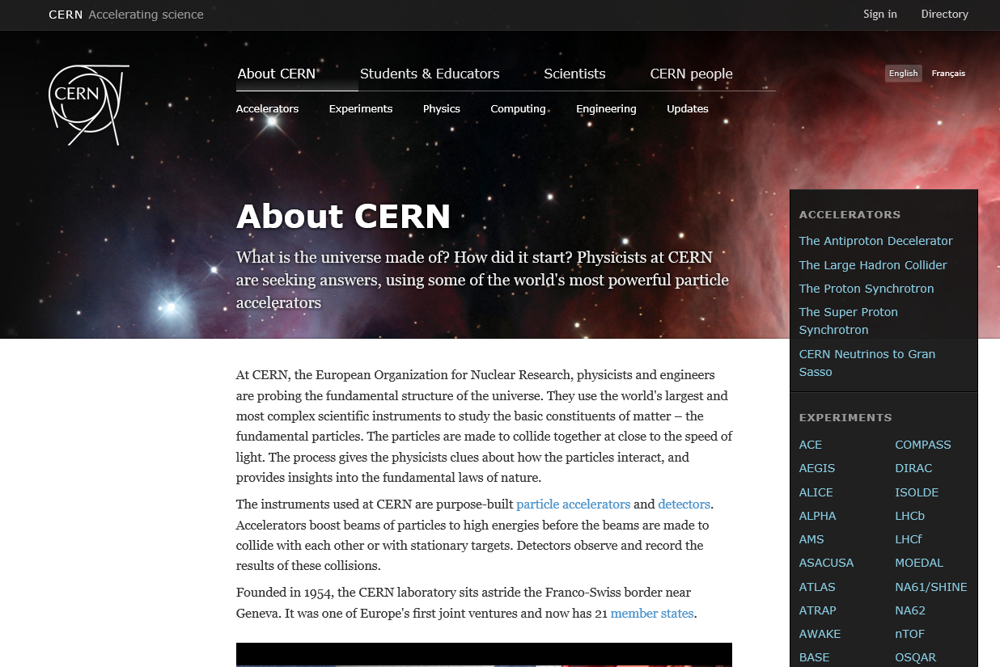 CERN Accelerating science
Sign in Directory
CERN
About CERN Students & Educators Scientists CERN people
English Français
Accelerators Experiments Physics Computing Engineering Updates
About CERN
What is the universe made of? How did it start? Physicists at CERN
are seeking answers, using some of the world's most powerful particle
accelerators
At CERN, the European Organization for Nuclear Research, physicists and engineers
are probing the fundamental structure of the universe. They use the world's largest and
most complex scientific instruments to study the basic constituents of matter – the
fundamental particles. The particles are made to collide together at close to the speed of
light. The process gives the physicists clues about how the particles interact, and
provides insights into the fundamental laws of nature.
The instruments used at CERN are purpose-built particle accelerators and detectors.
Accelerators boost beams of particles to high energies before the beams are made to
collide with each other or with stationary targets. Detectors observe and record the
results of these collisions.
Founded in 1954, the CERN laboratory sits astride the Franco-Swiss border near
Geneva. It was one of Europe's first joint ventures and now has 21 member states.
ACCELERATORS
The Antiproton Decelerator
The Large Hadron Collider
The Proton Synchrotron
The Super Proton
Synchrotron
CERN Neutrinos to Gran
Sasso
EXPERIMENTS
ACE COMPASS
AEGIS DIRAC
ALICE ISOLDE
ALPHA LHCb
AMS LHCf
ASACUSA MOEDAL
ATLAS NA61/SHINE
ATRAP NA62
AWAKE nTOF
BASE OSQAR